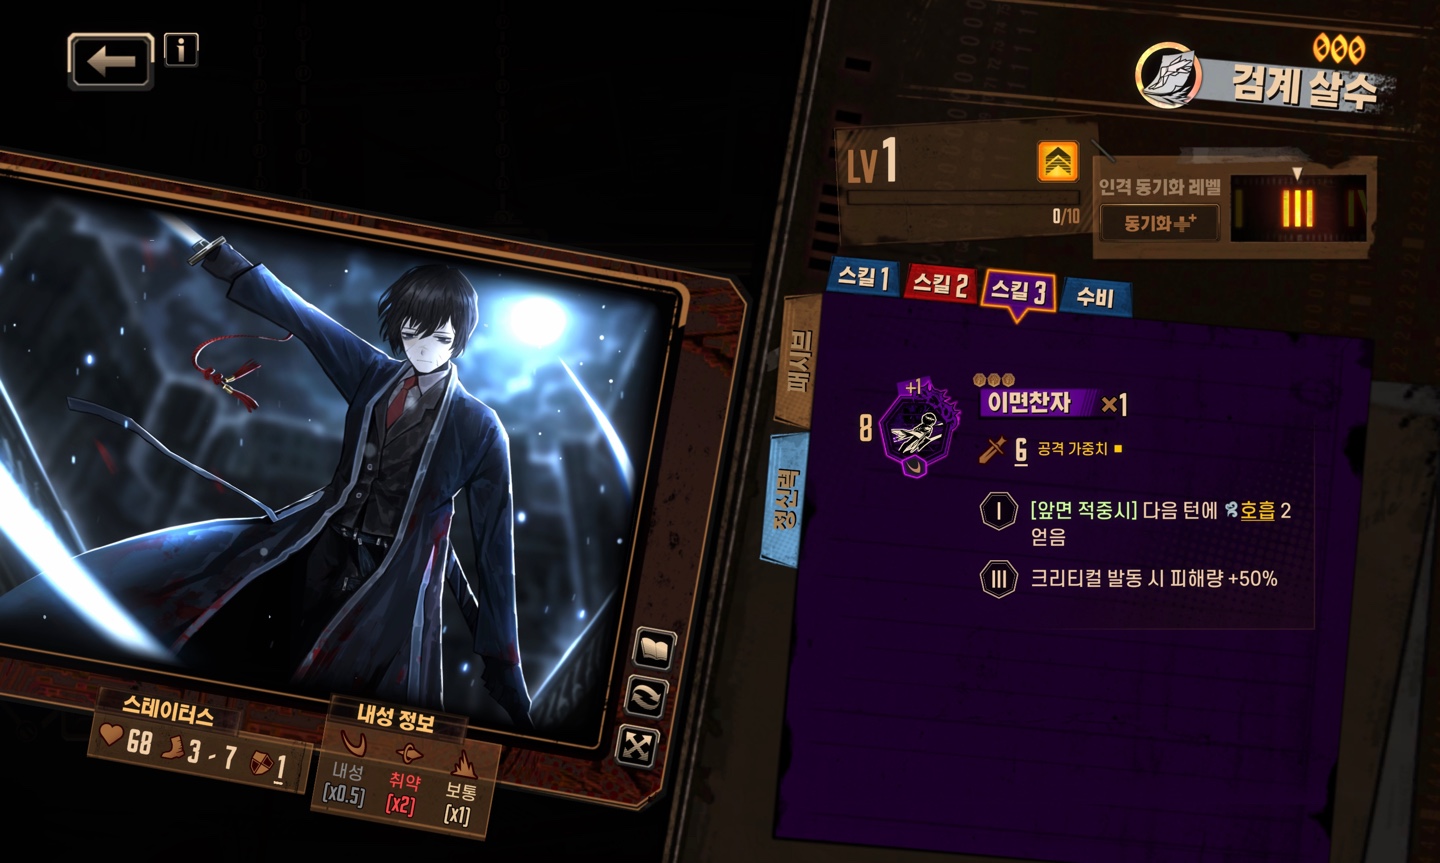 i
000
검계 살수
LV 1
0/10
인격 동기화 레벨
동기화++
III
스킬 1
스킬 2
스킬 3
수비
패시브
정신력
+1
8
이면찬자 ×1
6 공격 가중치
I [앞면 적중시] 다음 턴에 호흡 2
얻음
III 크리티컬 발동 시 피해량 +50%
스테이터스
68 3 - 7 1
내성 정보
내성 취약 보통
[x0.5] [x2] [x1]